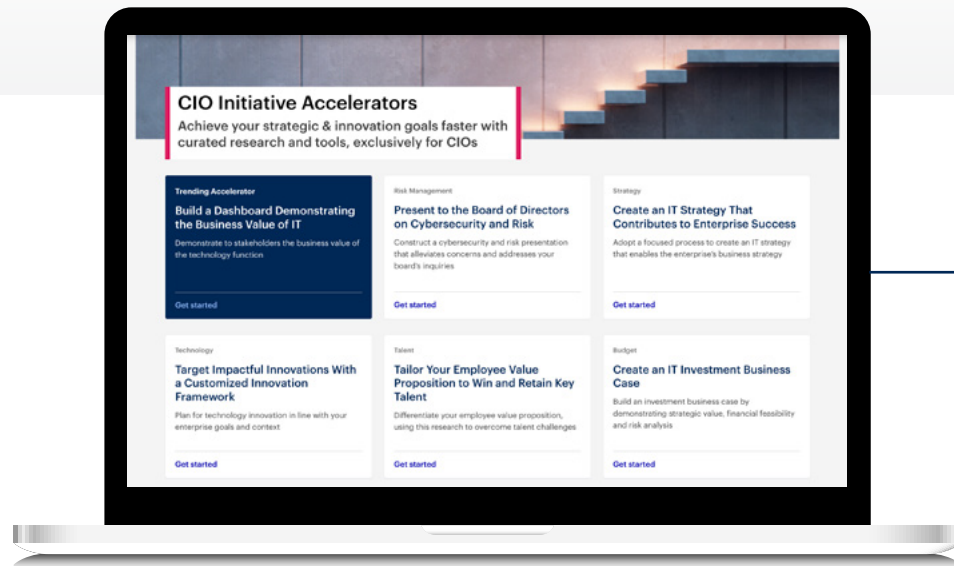 CIO Initiative Accelerators
Achieve your strategic & innovation goals faster with
curated research and tools, exclusively for CIOs
Trending Accelerator
Build a Dashboard Demonstrating
the Business Value of IT
Demonstrate to stakeholders the business value of
the technology function
Get started
Risk Management
Present to the Board of Directors
on Cybersecurity and Risk
Construct a cybersecurity and risk presentation
that alleviates concerns and addresses your
board's inquiries
Get started
Strategy
Create an IT Strategy That
Contributes to Enterprise Success
Adopt a focused process to create an IT strategy
that enables the enterprise's business strategy
Get started
Technology
Target Impactful Innovations With
a Customized Innovation
Framework
Plan for technology innovation in line with your
enterprise goals and context
Get started
Talent
Tailor Your Employee Value
Proposition to Win and Retain Key
Talent
Differentiate your employee value proposition,
using this research to overcome talent challenges
Get started
Budget
Create an IT Investment Business
Case
Build an investment business case by
demonstrating strategic value, financial feasibility
and risk analysis
Get started